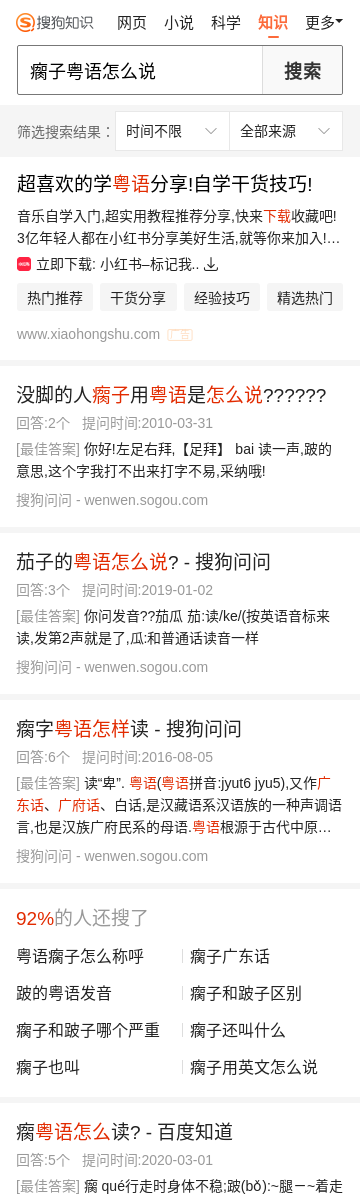 搜狗知识 网页 小说 科学 知识 更多
瘸子粤语怎么说 搜索
筛选搜索结果： 时间不限 全部来源
超喜欢的学粤语分享!自学干货技巧!
音乐自学入门,超实用教程推荐分享,快来下载收藏吧!
3亿年轻人都在小红书分享美好生活,就等你来加入!...
立即下载: 小红书–标记我..
热门推荐 干货分享 经验技巧 精选热门
www.xiaohongshu.com 广告
没脚的人瘸子用粤语是怎么说??????
回答:2个 提问时间:2010-03-31
[最佳答案] 你好!左足右拜,【足拜】 bai 读一声,跛的
意思,这个字我打不出来打字不易,采纳哦!
搜狗问问 - wenwen.sogou.com
茄子的粤语怎么说? - 搜狗问问
回答:3个 提问时间:2019-01-02
[最佳答案] 你问发音??茄瓜 茄:读/ke/(按英语音标来
读,发第2声就是了,瓜:和普通话读音一样
搜狗问问 - wenwen.sogou.com
瘸字粤语怎样读 - 搜狗问问
回答:6个 提问时间:2016-08-05
[最佳答案] 读“卑”. 粤语(粤语拼音:jyut6 jyu5),又作广
东话、广府话、白话,是汉藏语系汉语族的一种声调语
言,也是汉族广府民系的母语.粤语根源于古代中原...
搜狗问问 - wenwen.sogou.com
92%的人还搜了
粤语瘸子怎么称呼 瘸子广东话
跛的粤语发音 瘸子和跛子区别
瘸子和跛子哪个严重 瘸子还叫什么
瘸子也叫 瘸子用英文怎么说
瘸粤语怎么读? - 百度知道
回答:5个 提问时间:2020-03-01
[最佳答案] 瘸 qué行走时身体不稳;跛(bǒ):~腿－~着走